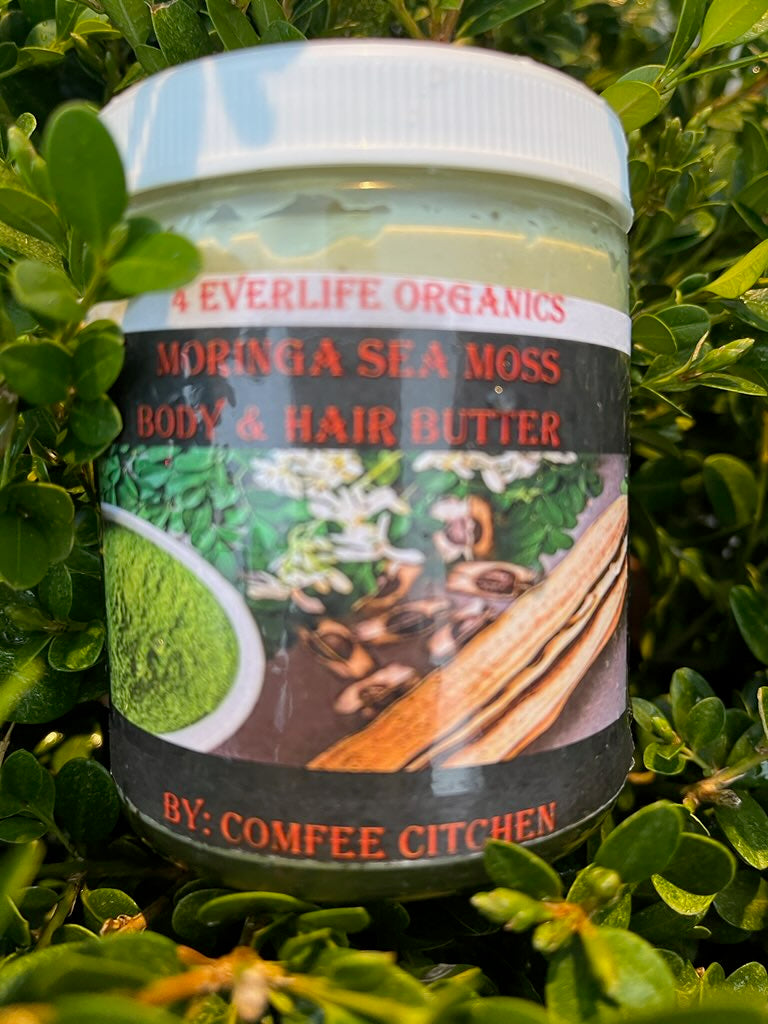 4 EVERLIFE ORGANICS
MORINGA SEA MOSS
BODY & HAIR BUTTER
BY: COMFEE CITCHEN